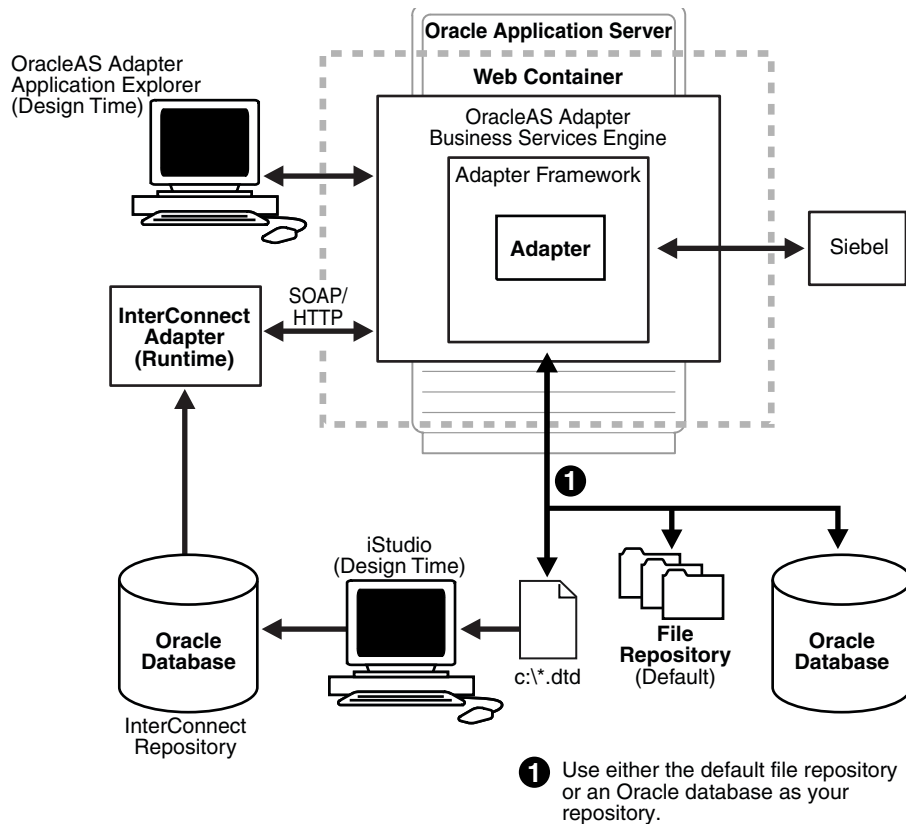 Oracle Application Server
Web Container
OracleAS Adapter
Application Explorer
(Design Time)
OracleAS Adapter
Business Services Engine
Adapter Framework
Adapter
Siebel
SOAP/
HTTP
InterConnect
Adapter
(Runtime)
1
iStudio
(Design Time)
Oracle
Database
InterConnect
Repository
c:\*.dtd
File
Repository
(Default)
Oracle
Database
1 Use either the default file repository
or an Oracle database as your
repository.